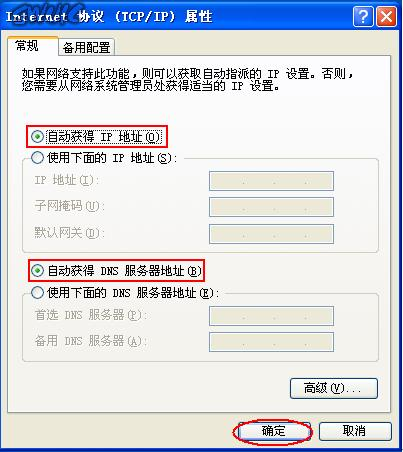 Internet 协议 (TCP/IP) 属性
常规 备用配置
如果网络支持此功能，则可以获取自动指派的 IP 设置。否则，
您需要从网络系统管理员处获得适当的 IP 设置。
自动获得 IP 地址(O)
使用下面的 IP 地址(S):
IP 地址(I):
子网掩码(U):
默认网关(D):
自动获得 DNS 服务器地址(B)
使用下面的 DNS 服务器地址(E):
首选 DNS 服务器(P):
备用 DNS 服务器(A):
高级(V)...
确定 取消